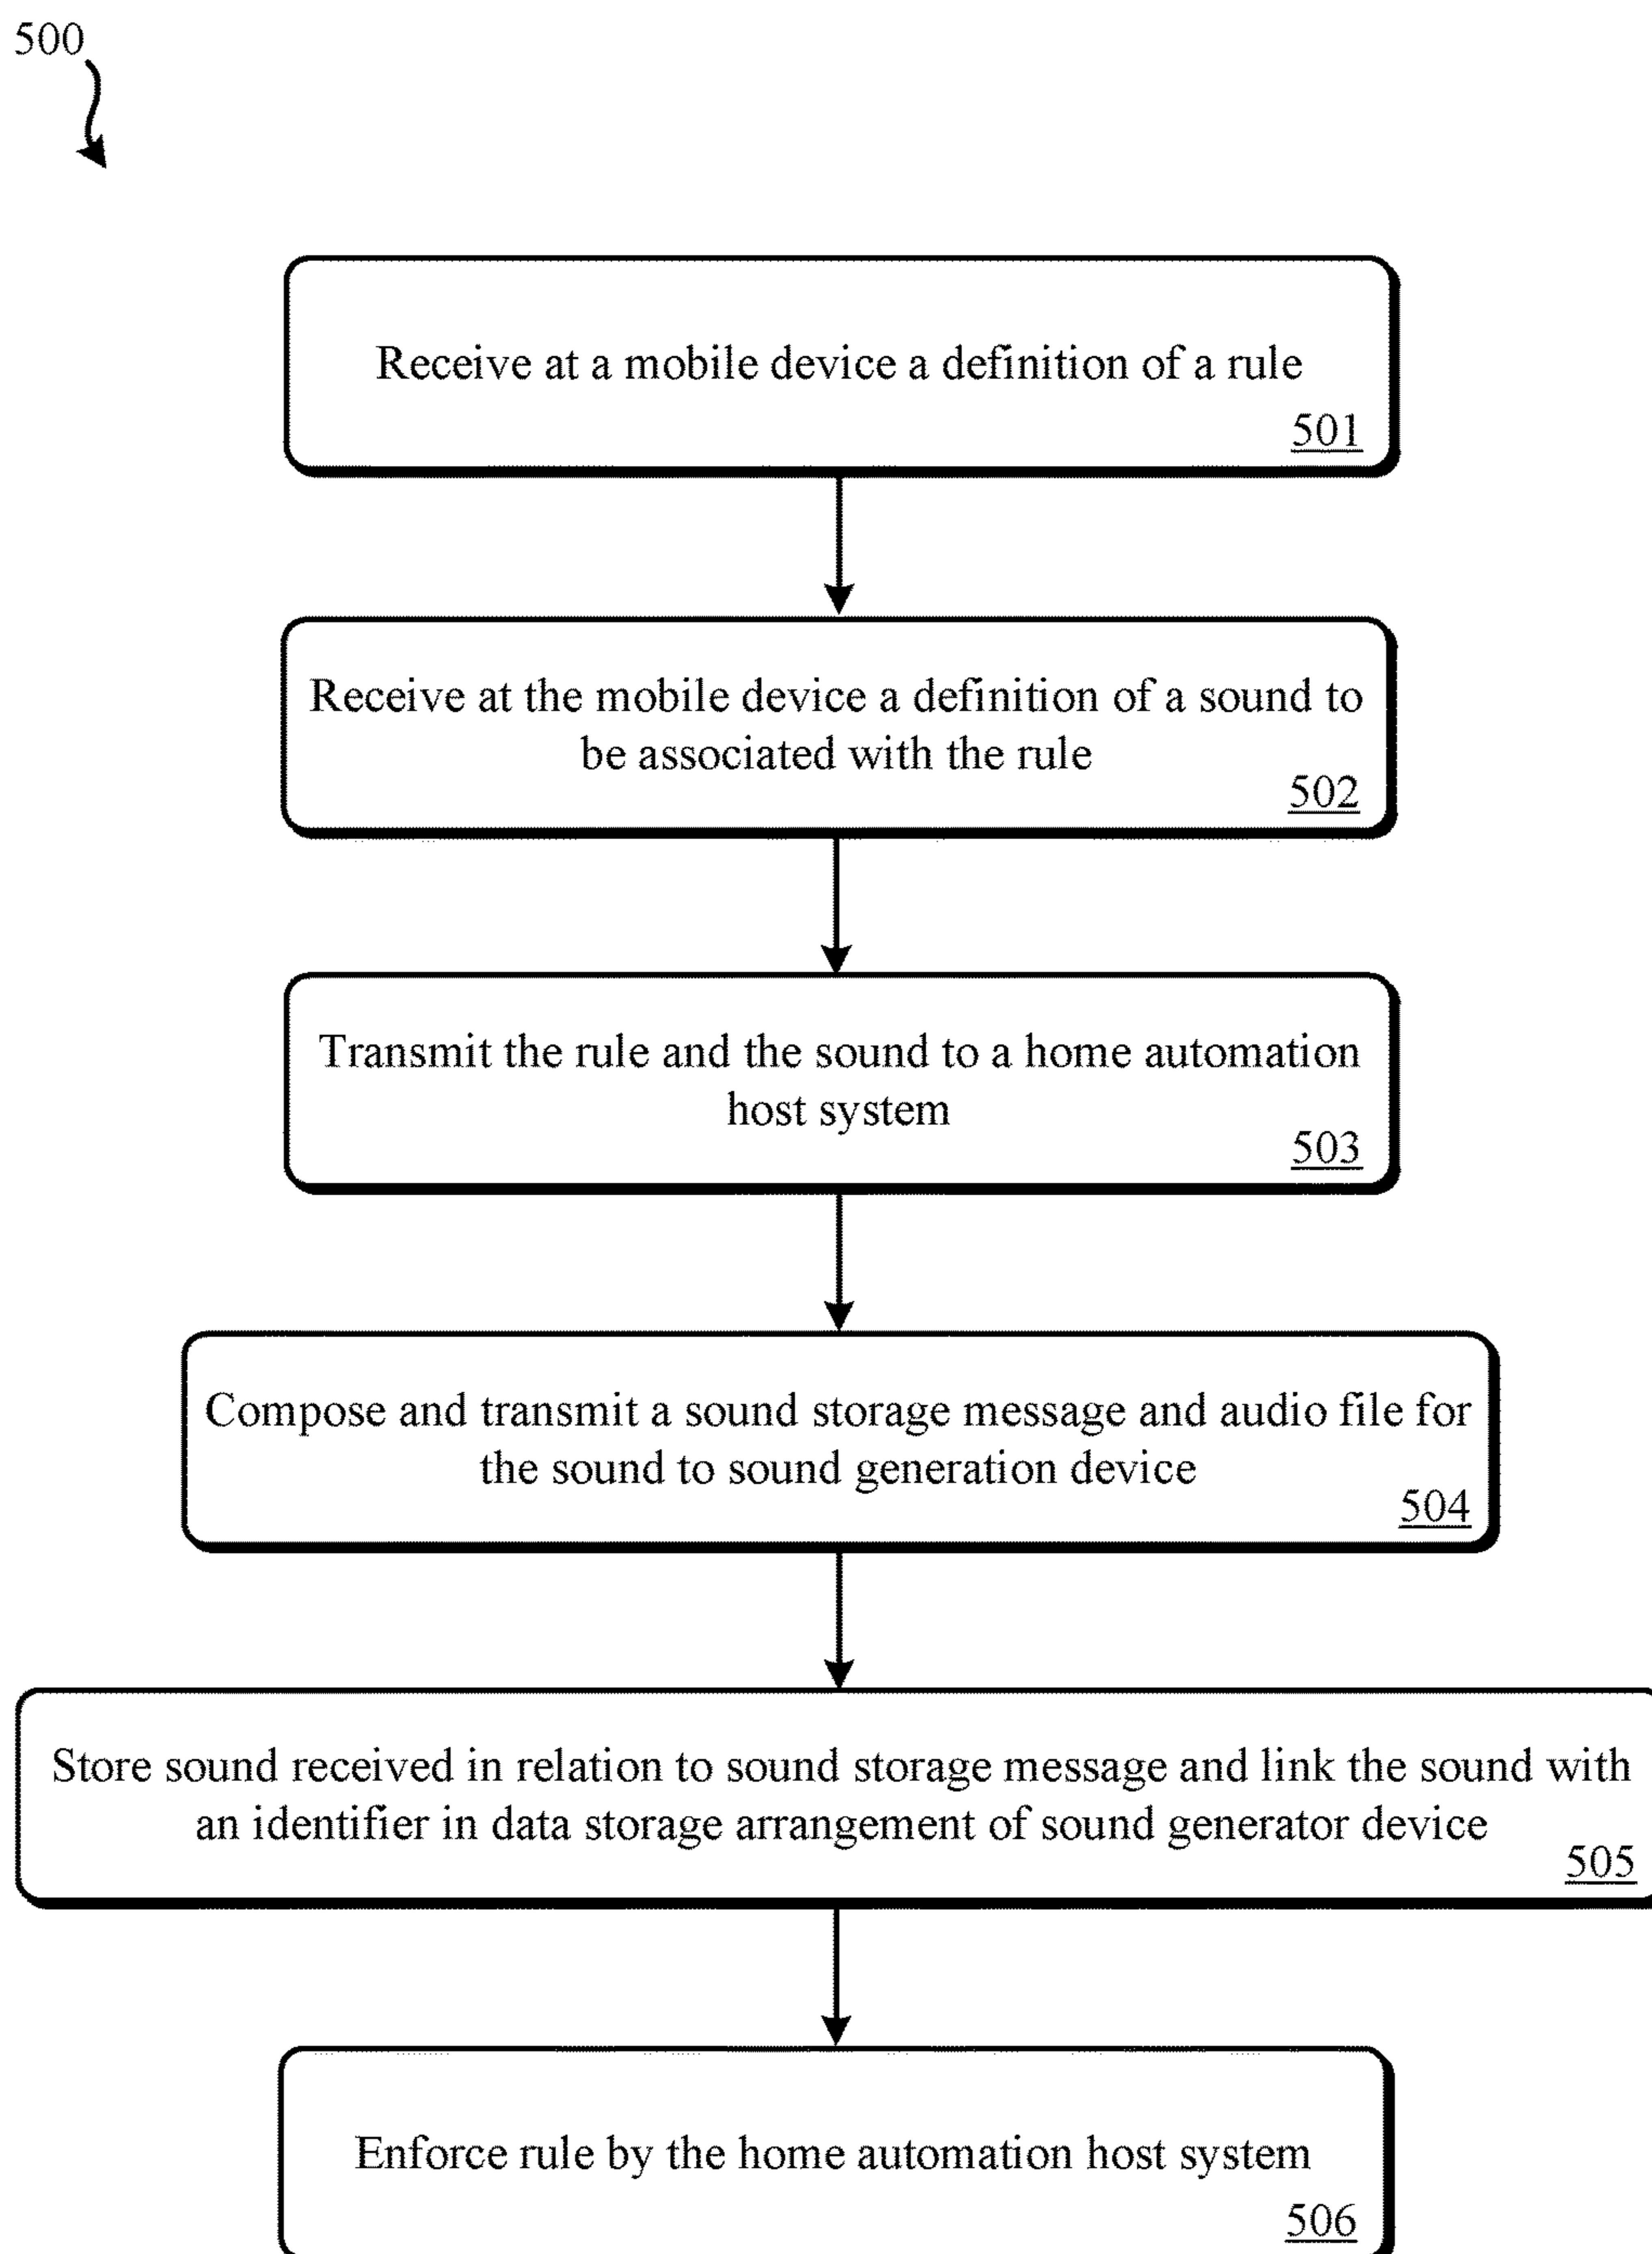 500
Receive at a mobile device a definition of a rule
501
Receive at the mobile device a definition of a sound to
be associated with the rule
502
Transmit the rule and the sound to a home automation
host system
503
Compose and transmit a sound storage message and audio file for
the sound to sound generation device
504
Store sound received in relation to sound storage message and link the sound with
an identifier in data storage arrangement of sound generator device
505
Enforce rule by the home automation host system
506